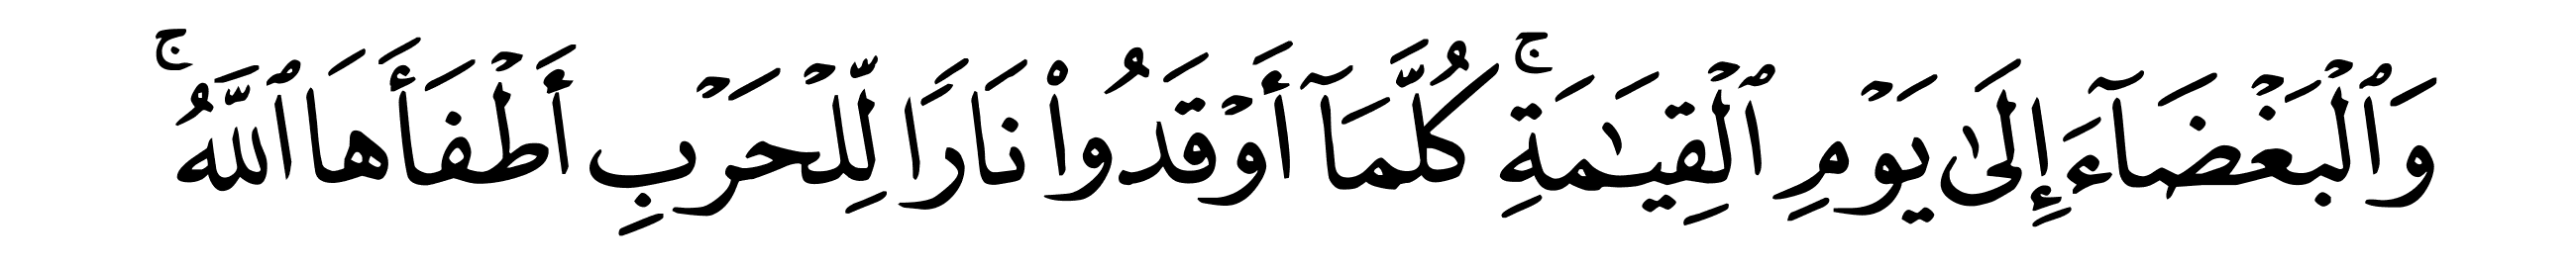 وَٱلْبَغْضَآءَ إِلَىٰ يَوْمِ ٱلْقِيَـٰمَةِ ۚ كُلَّمَآ أَوْقَدُوا۟ نَارًا لِّلْحَرْبِ أَطْفَأَهَا ٱللَّهُ ۚ